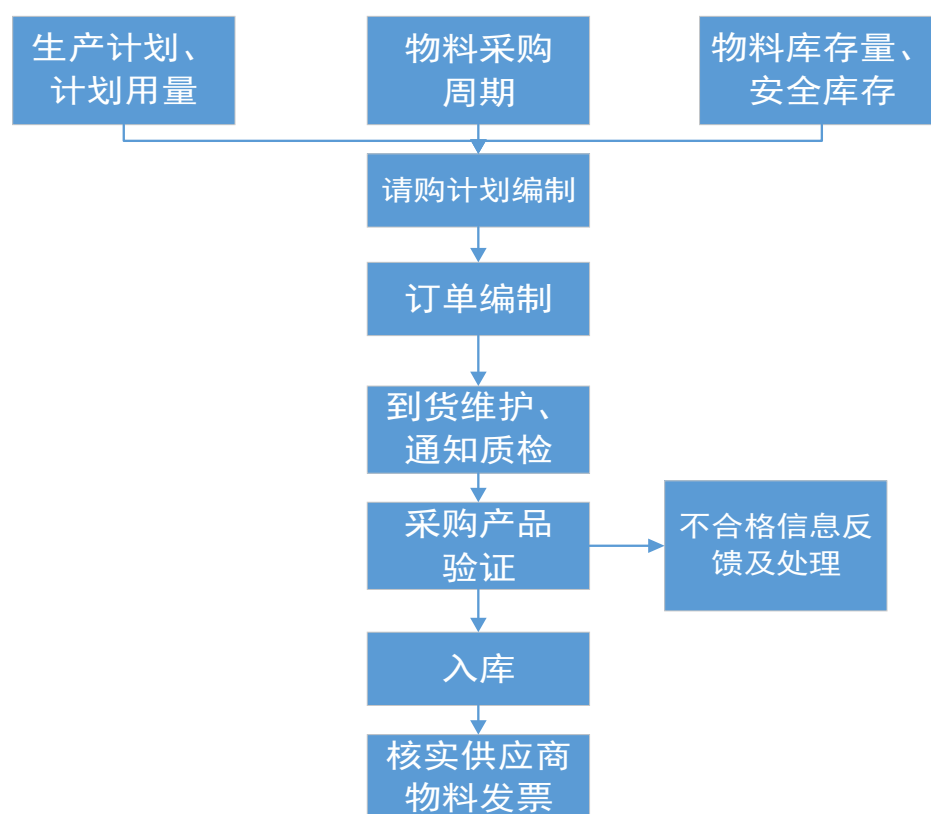 生产计划、
计划用量
物料采购
周期
物料库存量、
安全库存
请购计划编制
订单编制
到货维护、
通知质检
采购产品
验证
不合格信息反
馈及处理
入库
核实供应商
物料发票